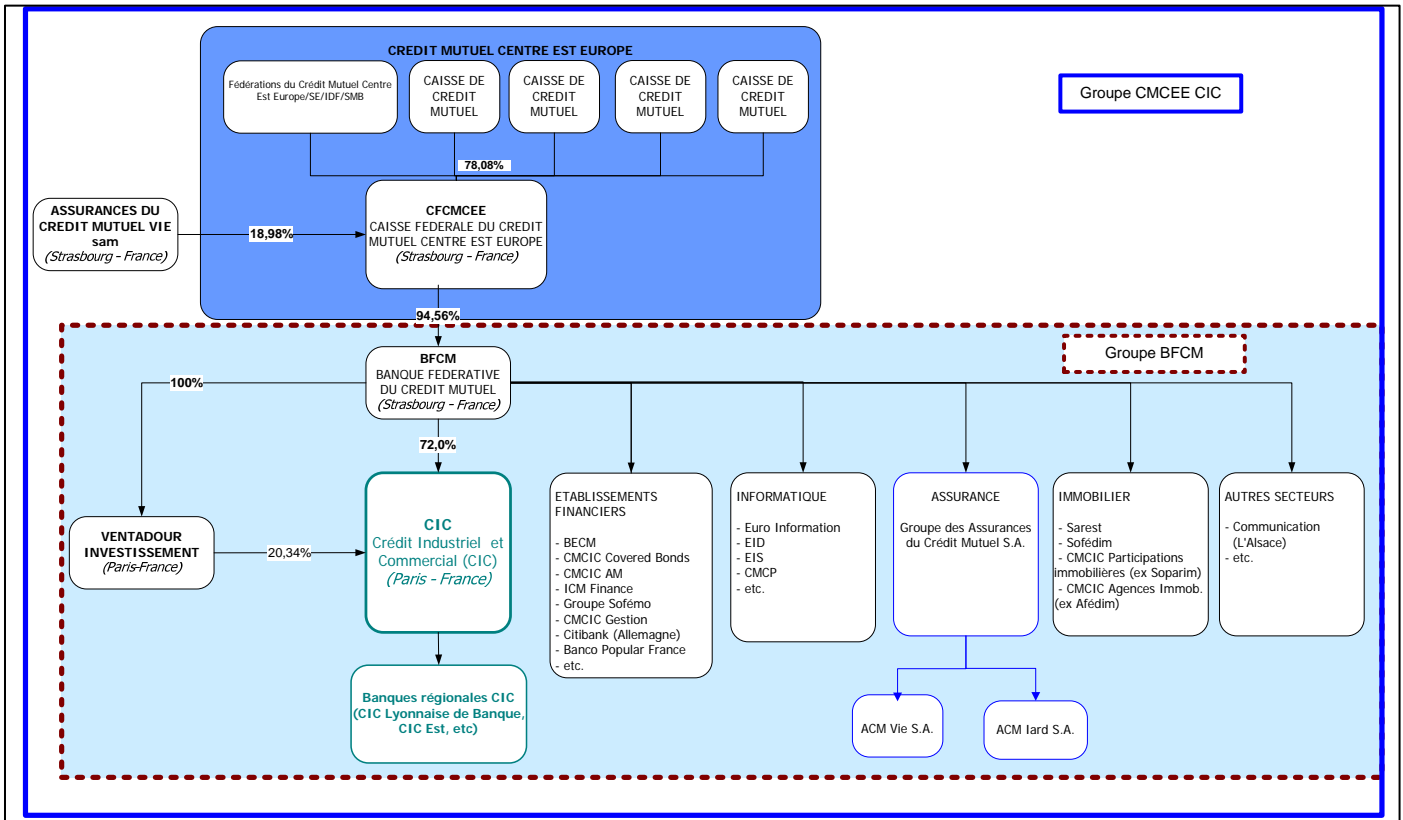 CREDIT MUTUEL CENTRE EST EUROPE
Fédérations du Crédit Mutuel Centre
Est Europe/SE/IDF/SMB
CAISSE DE
CREDIT
MUTUEL
CAISSE DE
CREDIT
MUTUEL
CAISSE DE
CREDIT
MUTUEL
CAISSE DE
CREDIT
MUTUEL
Groupe CMCEE CIC
78,08%
ASSURANCES DU
CREDIT MUTUEL VIE
sam
(Strasbourg – France)
18,98%
CFCMCEE
CAISSE FEDERALE DU CREDIT
MUTUEL CENTRE EST EUROPE
(Strasbourg – France)
94,56%
Groupe BFCM
BFCM
BANQUE FEDERATIVE
DU CREDIT MUTUEL
(Strasbourg – France)
100%
72,0%
VENTADOUR
INVESTISSEMENT
(Paris-France)
20,34%
CIC
Crédit Industriel et
Commercial (CIC)
(Paris – France)
Banques régionales CIC
(CIC Lyonnaise de Banque,
CIC Est, etc)
ETABLISSEMENTS
FINANCIERS
- BECM
- CMCIC Covered Bonds
- CMCIC AM
- ICM Finance
- Groupe Sofémo
- CMCIC Gestion
- Citibank (Allemagne)
- Banco Popular France
- etc.
INFORMATIQUE
- Euro Information
- EID
- EIS
- CMCP
- etc.
ASSURANCE
Groupe des Assurances
du Crédit Mutuel S.A.
ACM Vie S.A.
ACM Iard S.A.
IMMOBILIER
- Sarest
- Sofédim
- CMCIC Participations
immobilières (ex Soparim)
- CMCIC Agences Immob.
(ex Afédim)
AUTRES SECTEURS
- Communication
(L'Alsace)
- etc.